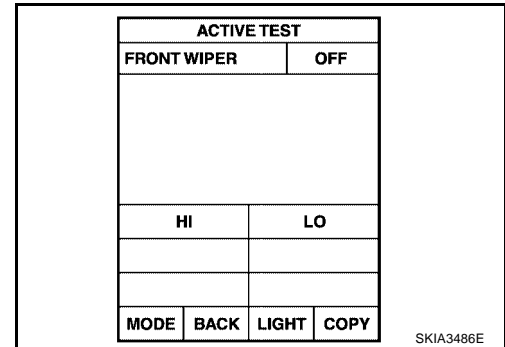 ACTIVE TEST
FRONT WIPER OFF
HI LO
MODE BACK LIGHT COPY
SKIA3486E